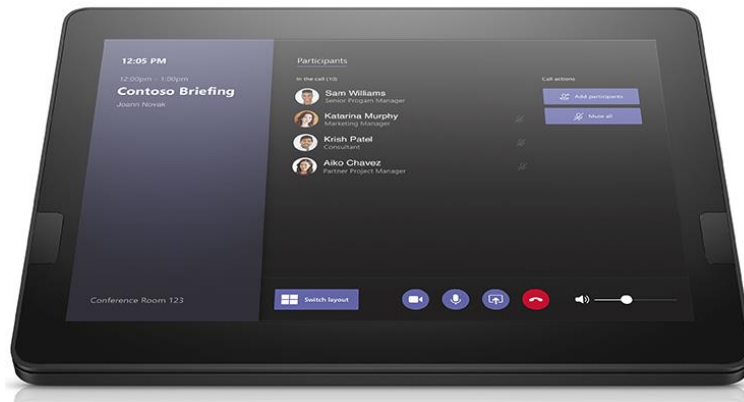 12:05 PM
12:00pm - 1:00pm
Contoso Briefing
Joann Novak
Conference Room 123
Participants
In the call (10)
Sam Williams
Senior Progam Manager
Katarina Murphy
Marketing Manager
Krish Patel
Consultant
Aiko Chavez
Partner Project Manager
Call actions
Add participants
Mute all
Switch layout